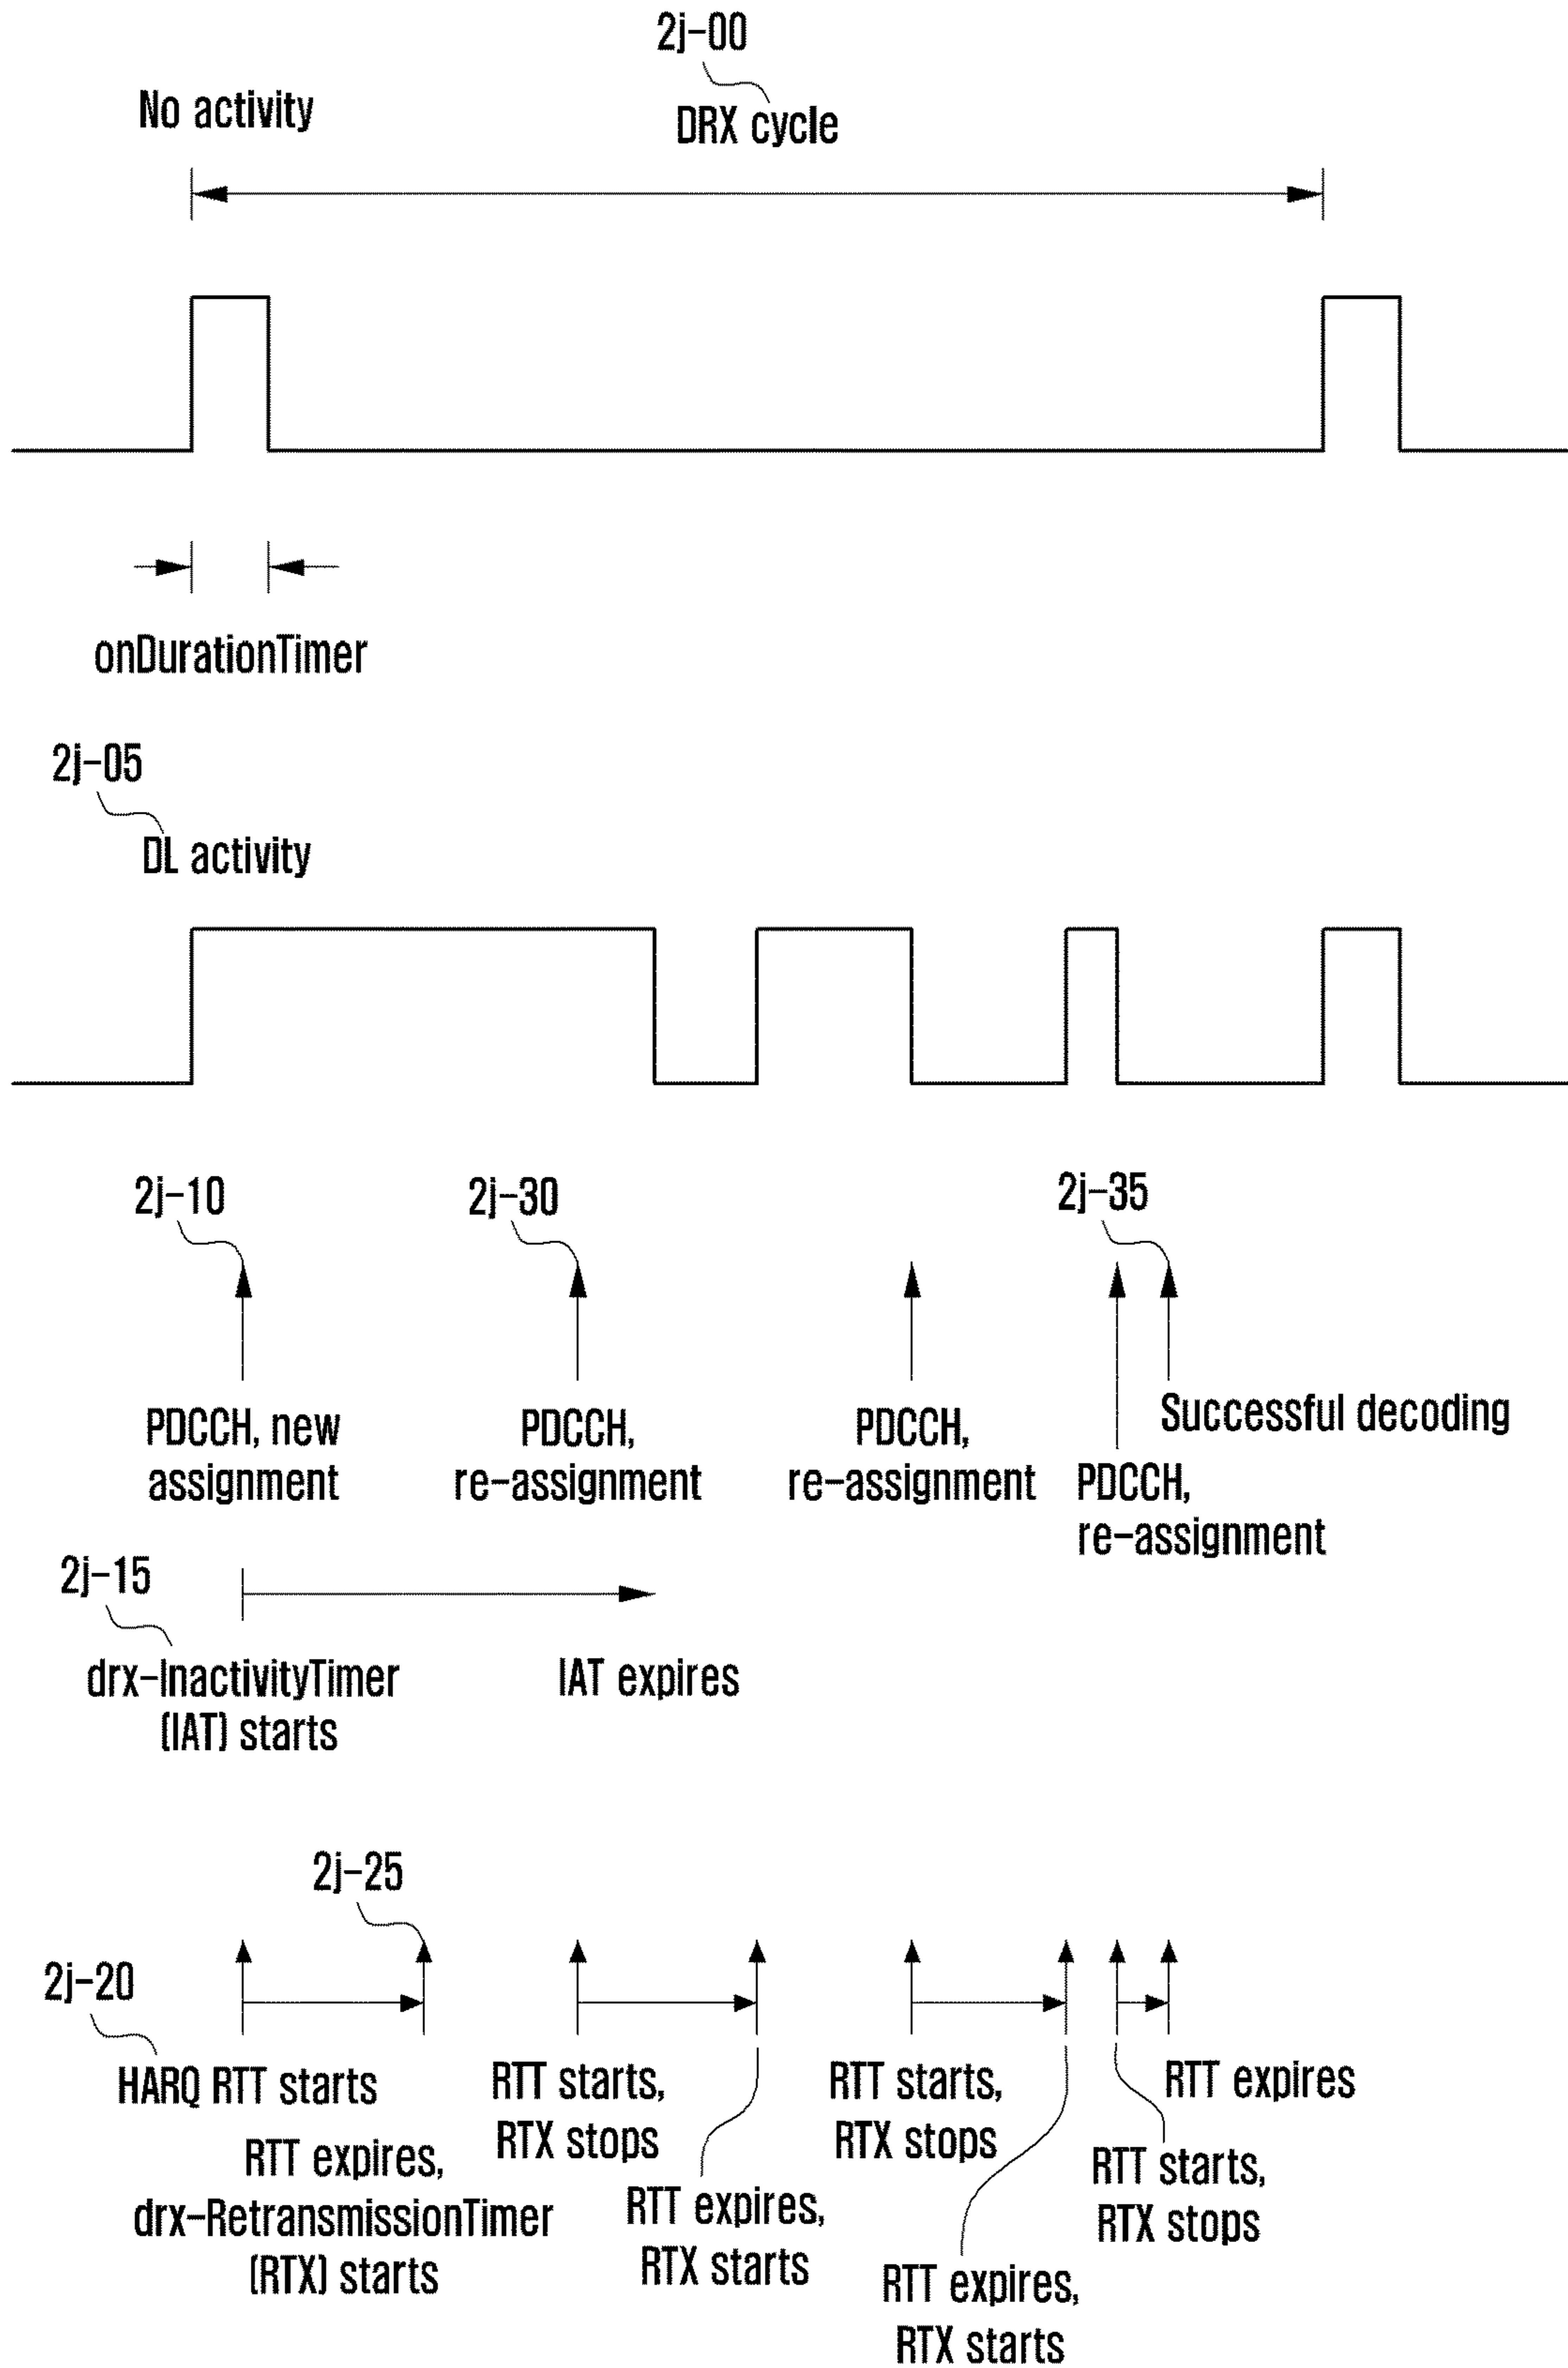 2j-00
No activity
DRX cycle
onDurationTimer
2j-05
DL activity
2j-10
2j-30
2j-35
PDCCH, new
assignment
PDCCH,
re-assignment
PDCCH,
re-assignment
Successful decoding
PDCCH,
re-assignment
2j-15
drx-InactivityTimer
(IAT) starts
IAT expires
2j-25
2j-20
HARQ RTT starts
RTT expires,
drx-RetransmissionTimer
(RTX) starts
RTT starts,
RTX stops
RTT expires,
RTX starts
RTT starts,
RTX stops
RTT expires,
RTX starts
RTT expires
RTT starts,
RTX stops